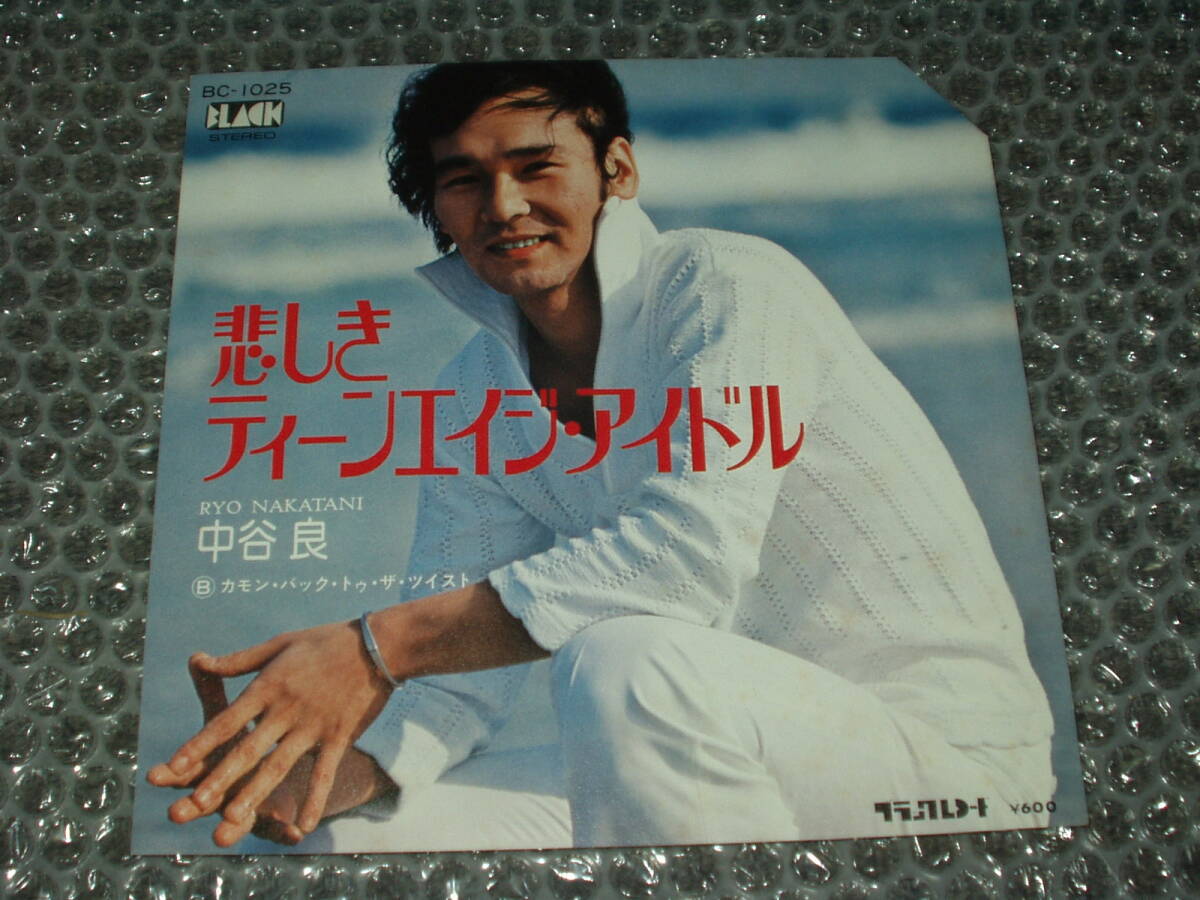 BC-1025
BLACK
STEREO
悲しき
ティーンエイジ・アイドル
RYO NAKATANI
中谷 良
Ⓑ カモン・バック・トゥ・ザ・ツイスト
ブラックレコード ¥600